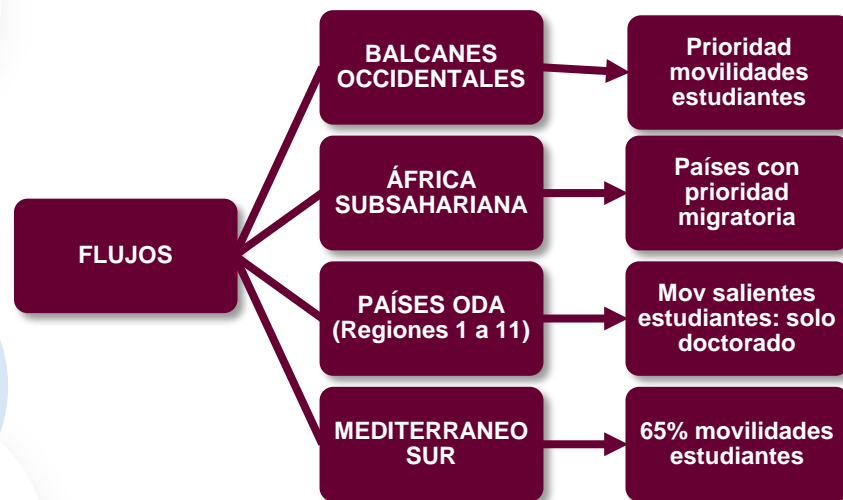 FLUJOS
BALCANES
OCCIDENTALES
Prioridad
movilidades
estudiantes
ÁFRICA
SUBSAHARIANA
Países con
prioridad
migratoria
PAÍSES ODA
(Regiones 1 a 11)
Mov salientes
estudiantes: solo
doctorado
MEDITERRANEO
SUR
65% movilidades
estudiantes